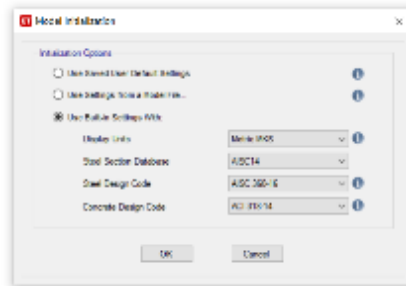 Model Initialization
Initialization Options
Use Saved User Default Settings
Use Settings from a Model File...
Use Built-in Settings With:
Display Units
Metric MKS
Steel Section Database
AISC14
Steel Design Code
AISC 360-16
Concrete Design Code
ACI 318-14
OK
Cancel